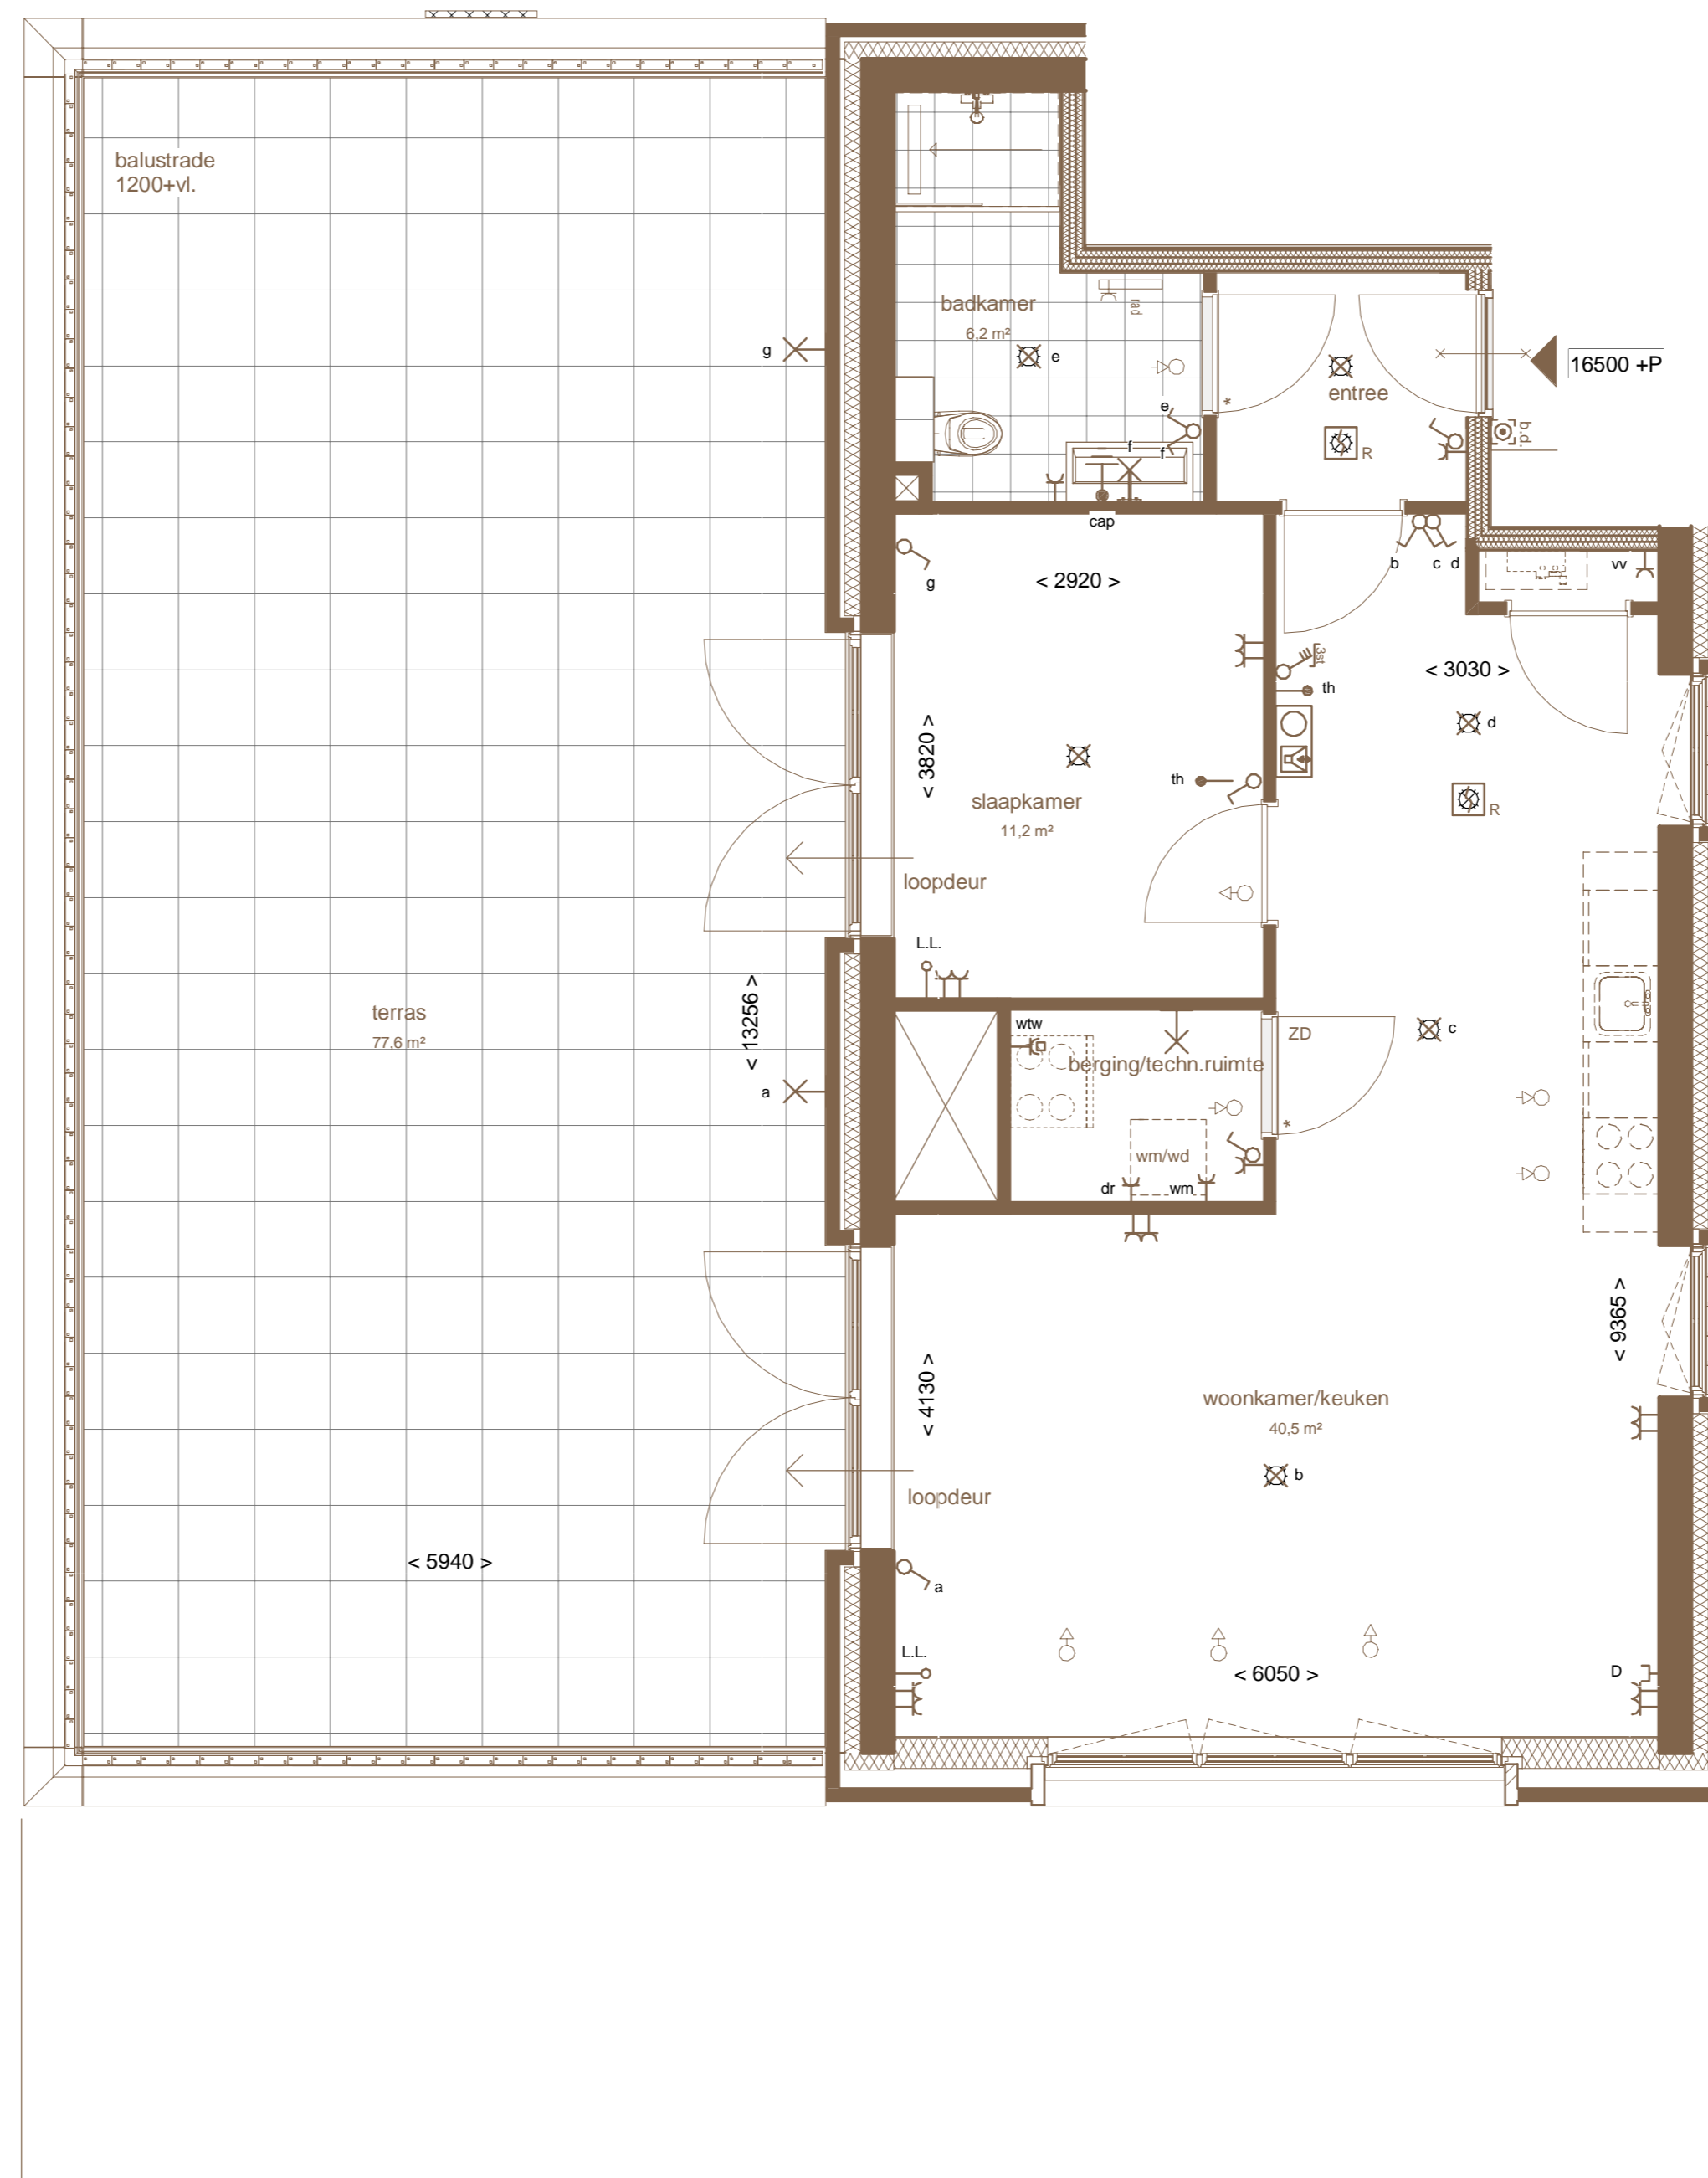 balustrade
1200+vl.
badkamer
6,2 m²
rad
e
g
entree
16500 +P
e
f
f
R
b.d.
cap
g
< 2920 >
b
c
d
vv
3st
th
< 3030 >
d
< 3820 >
th
slaapkamer
11,2 m²
R
loopdeur
L.L.
terras
77,6 m²
< 13256 >
wtw
ZD
c
berging/techn.ruimte
a
*
*
wm/wd
dr
wm
< 9365 >
< 4130 >
woonkamer/keuken
40,5 m²
b
loopdeur
< 5940 >
a
L.L.
< 6050 >
D